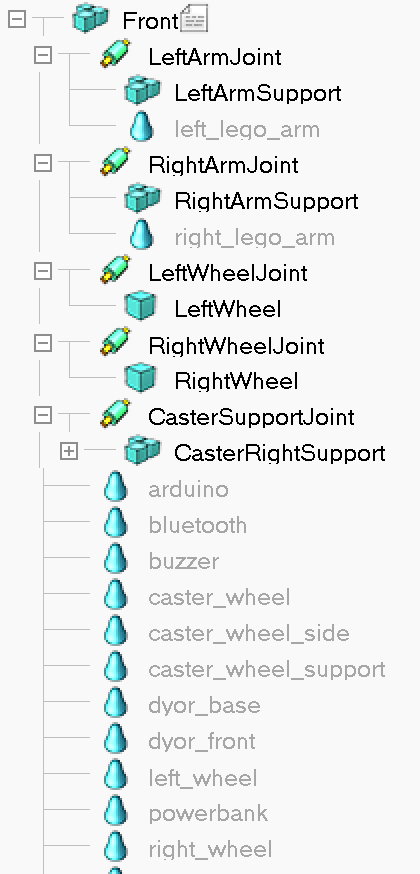 Front
LeftArmJoint
LeftArmSupport
left_lego_arm
RightArmJoint
RightArmSupport
right_lego_arm
LeftWheelJoint
LeftWheel
RightWheelJoint
RightWheel
CasterSupportJoint
CasterRightSupport
arduino
bluetooth
buzzer
caster_wheel
caster_wheel_side
caster_wheel_support
dyor_base
dyor_front
left_wheel
powerbank
right_wheel